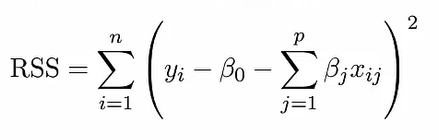 RSS = \sum_{i=1}^{n} \left( y_i - \beta_0 - \sum_{j=1}^{p} \beta_j x_{ij} \right)^2